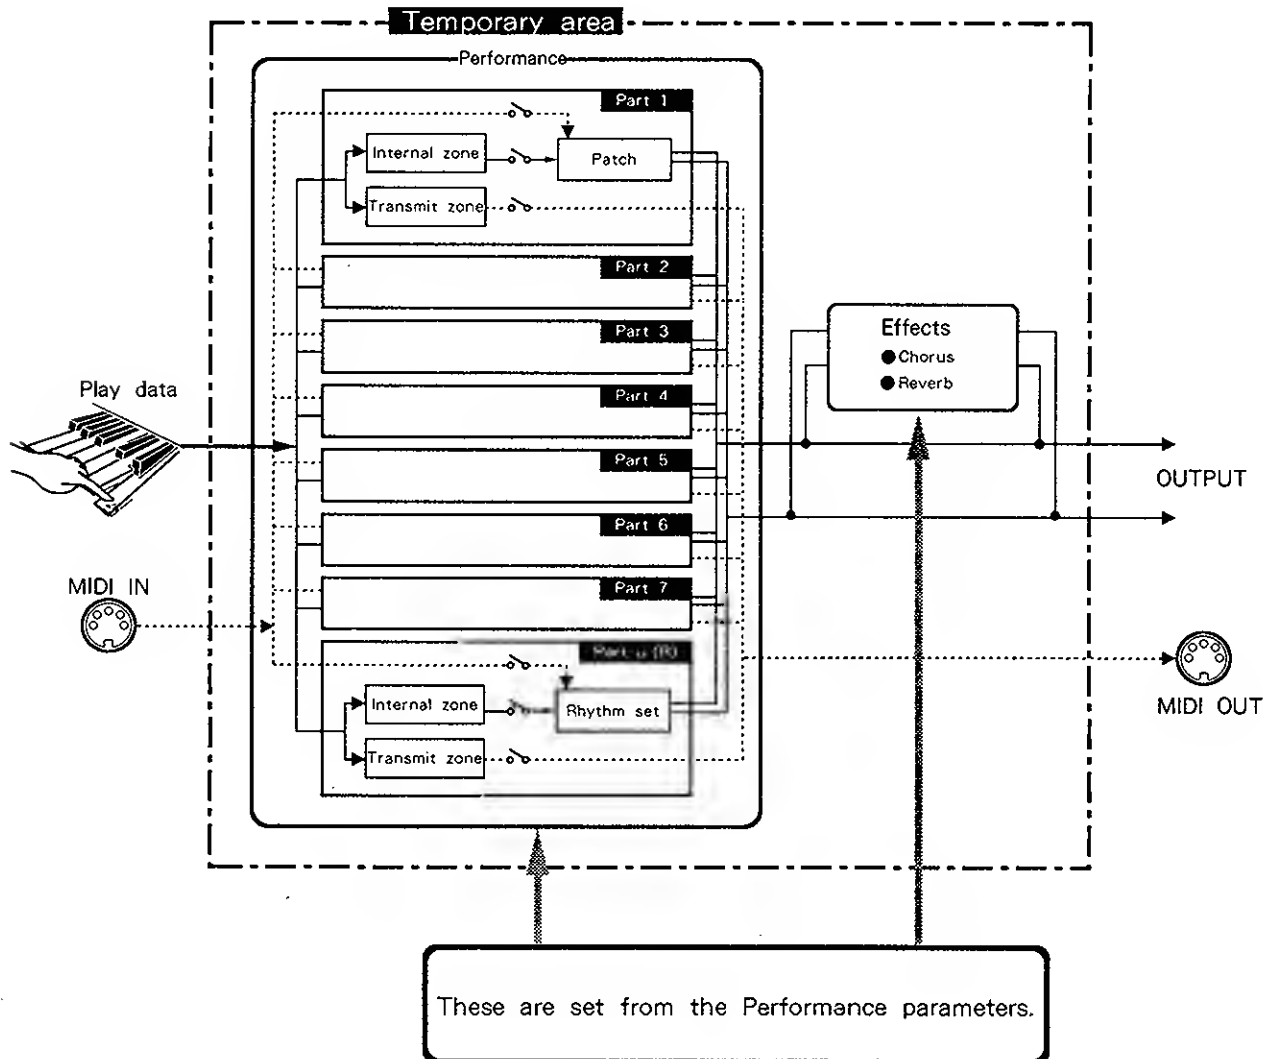 Temporary area
Performance
Part 1
Internal zone
Patch
Transmit zone
Part 2
Part 3
Part 4
Part 5
Part 6
Part 7
Part
Internal zone
Rhythm set
Transmit zone
Play data
MIDI IN
Effects
● Chorus
● Reverb
OUTPUT
MIDI OUT
These are set from the Performance parameters.